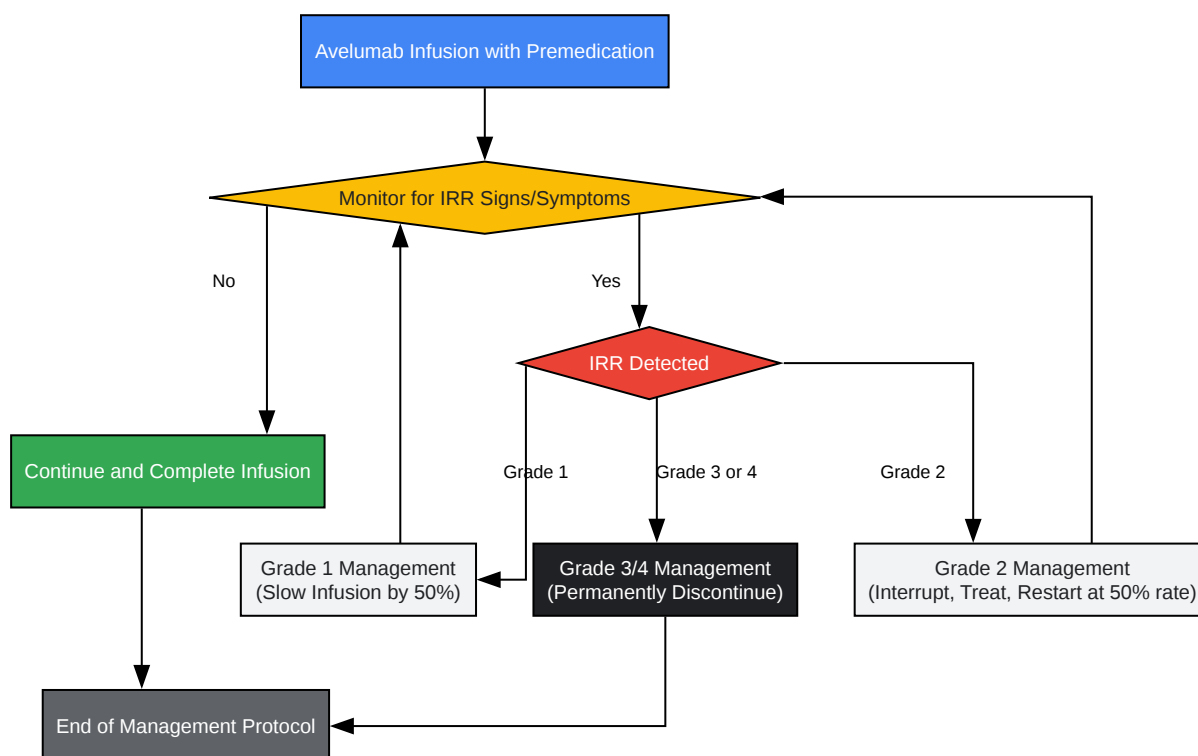 Avelumab Infusion with Premedication
Monitor for IRR Signs/Symptoms
No
Yes
IRR Detected
Continue and Complete Infusion
Grade 1
Grade 3 or 4
Grade 2
Grade 1 Management
(Slow Infusion by 50%)
Grade 3/4 Management
(Permanently Discontinue)
Grade 2 Management
(Interrupt, Treat, Restart at 50% rate)
End of Management Protocol